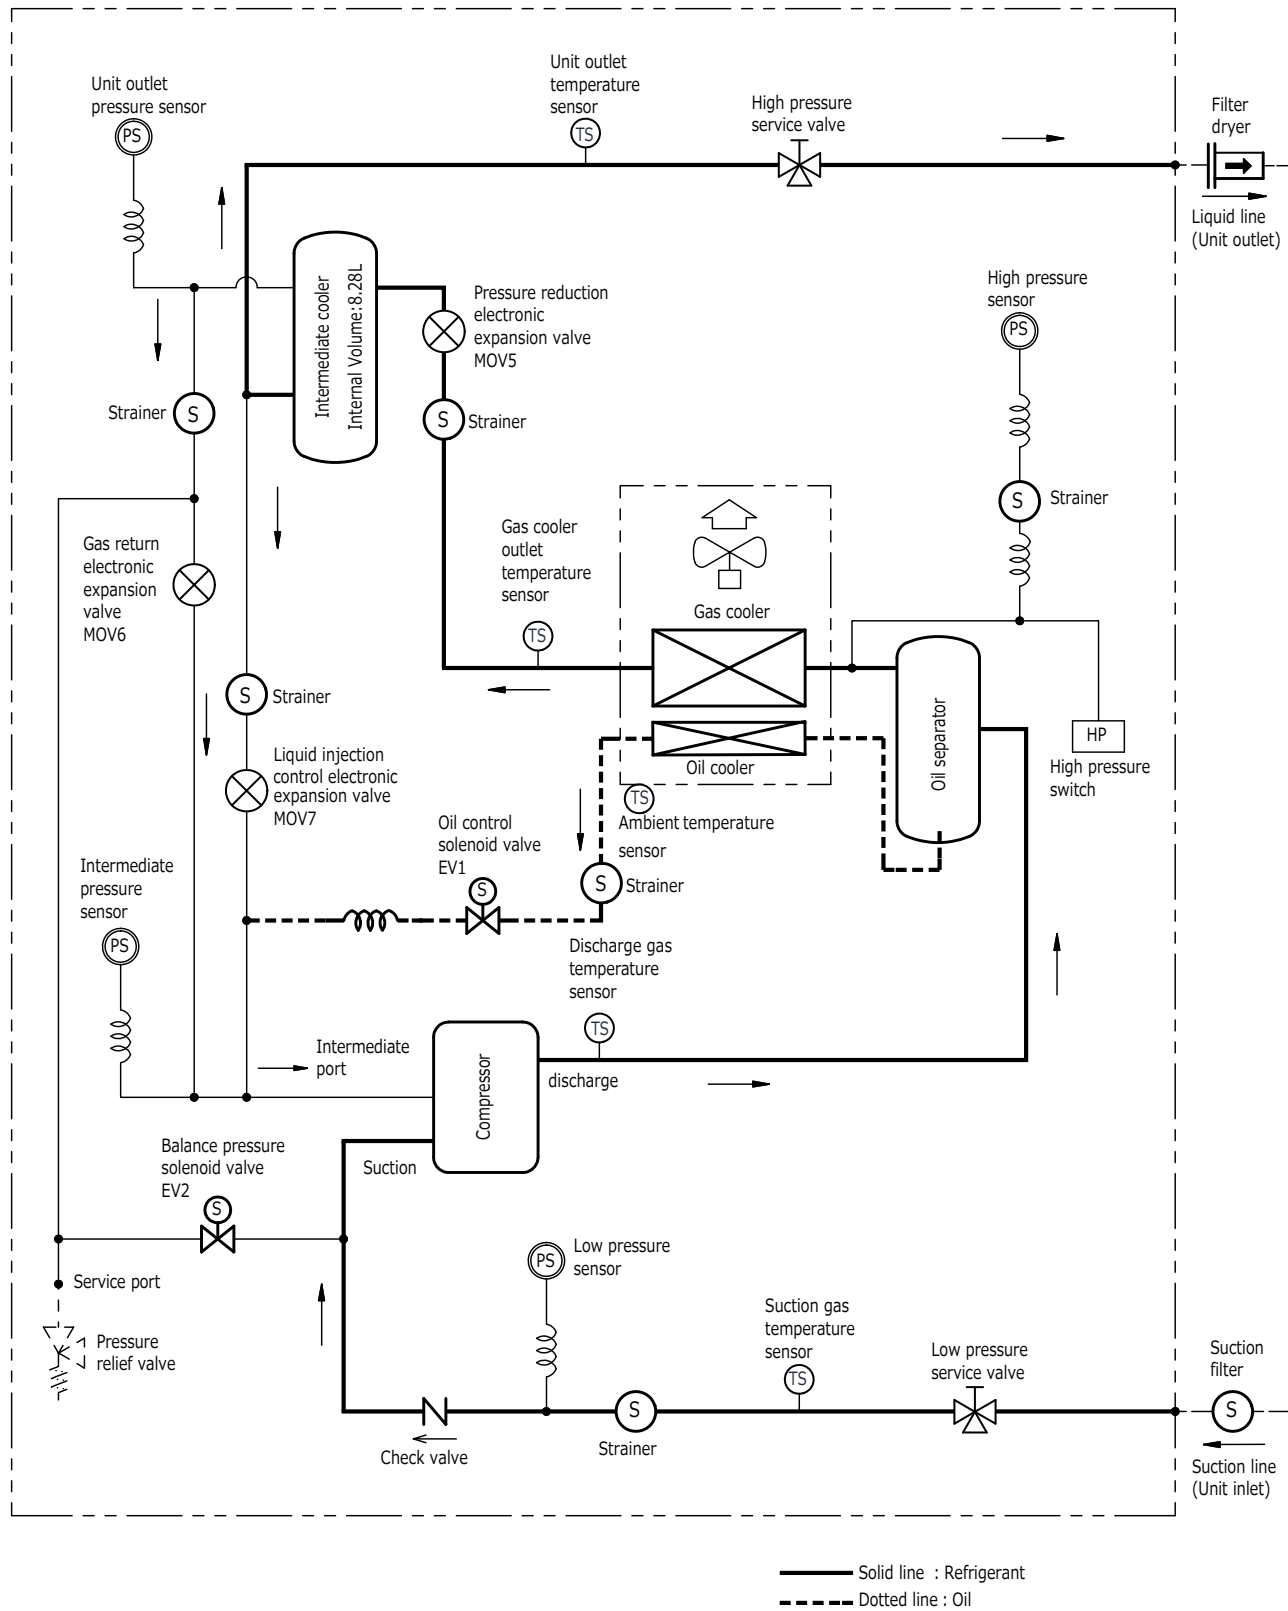 Unit outlet
pressure sensor
PS
Unit outlet
temperature
sensor
TS
High pressure
service valve
Filter
dryer
Liquid line
(Unit outlet)
Intermediate cooler
Internal Volume:8.28L
Pressure reduction
electronic
expansion valve
MOV5
High pressure
sensor
PS
Strainer
S
S
Strainer
S
Strainer
Gas return
electronic
expansion
valve
MOV6
Gas cooler
outlet
temperature
sensor
TS
Gas cooler
Oil cooler
Oil separator
HP
High pressure
switch
S
Strainer
Liquid injection
control electronic
expansion valve
MOV7
TS
Ambient temperature
sensor
Oil control
solenoid valve
EV1
S
S
Strainer
Intermediate
pressure
sensor
PS
Discharge gas
temperature
sensor
TS
Intermediate
port
Compressor
discharge
Suction
Balance pressure
solenoid valve
EV2
S
Service port
Pressure
relief valve
PS
Low pressure
sensor
Suction gas
temperature
sensor
TS
Low pressure
service valve
Suction
filter
S
Check valve
S
Strainer
Suction line
(Unit inlet)
Solid line : Refrigerant
Dotted line : Oil